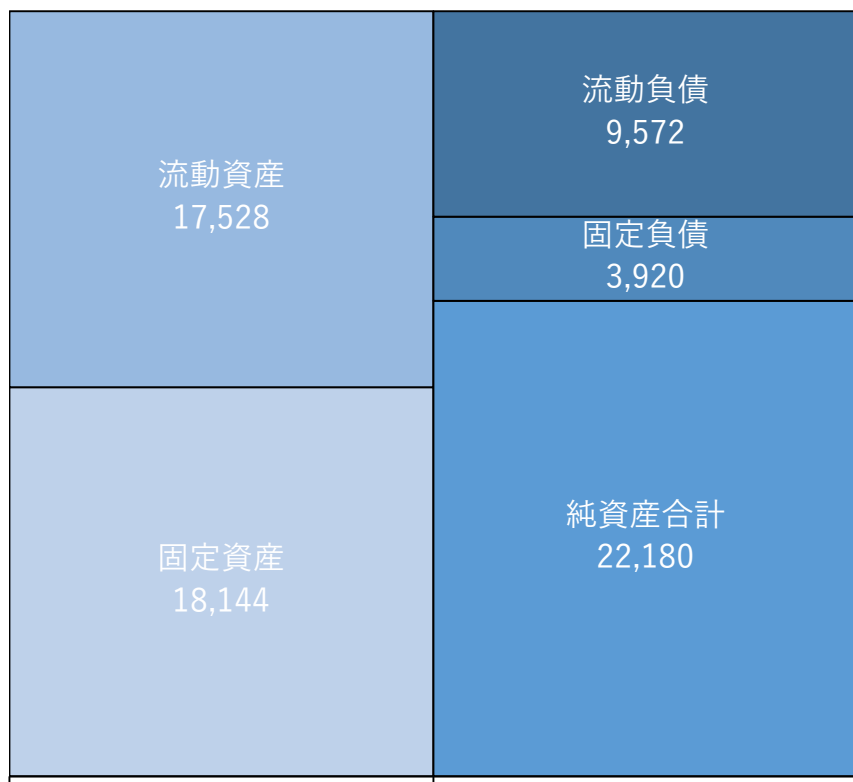 流動資産
17,528
固定資産
18,144
流動負債
9,572
固定負債
3,920
純資産合計
22,180